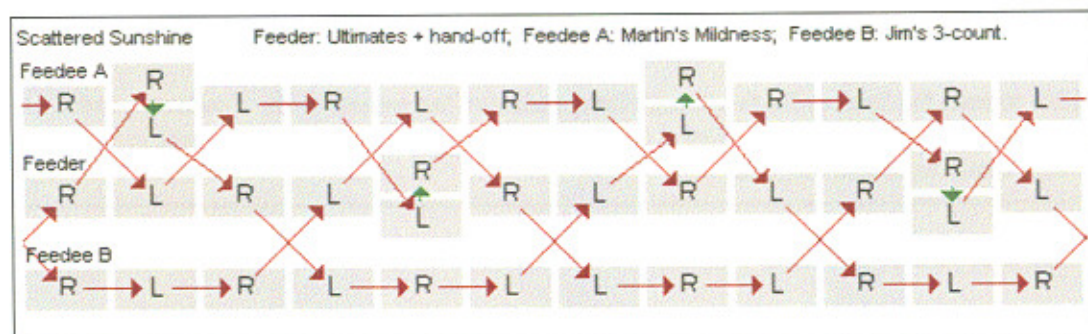 Scattered Sunshine Feeder: Ultimates + hand-off; Feedee A: Martin's Mildness; Feedee B: Jim's 3-count.
Feedee A
R
R L L R L R L R L R L R L L
Feeder
R L R L R L R L R L R R L L
Feedee B
R L R L R L L R L R L R